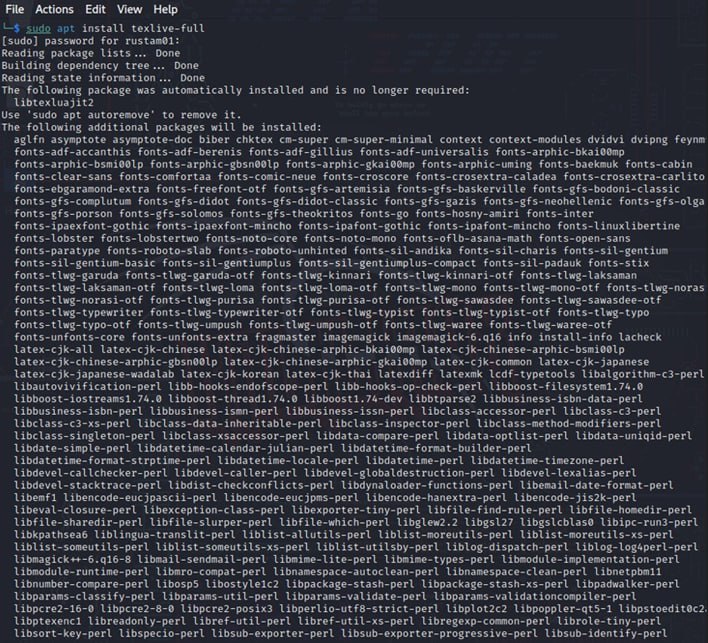 File Actions Edit View Help
└─$ sudo apt install texlive-full
[sudo] password for rustam01:
Reading package lists... Done
Building dependency tree... Done
Reading state information... Done
The following package was automatically installed and is no longer required:
libtexluajit2
Use 'sudo apt autoremove' to remove it.
The following additional packages will be installed:
aglfn asymptote asymptote-doc biber chktex cm-super cm-super-minimal context context-modules dvidvi dvipng feynm
fonts-adf-accanthis fonts-adf-berenis fonts-adf-gillius fonts-adf-universalis fonts-arphic-bkai00mp
fonts-arphic-bsmi00lp fonts-arphic-gbsn00lp fonts-arphic-gkai00mp fonts-arphic-uming fonts-baekmuk fonts-cabin
fonts-clear-sans fonts-comfortaa fonts-comic-neue fonts-croscore fonts-crosextra-caladea fonts-crosextra-carlito
fonts-ebgaramond-extra fonts-freefont-otf fonts-gfs-artemisia fonts-gfs-baskerville fonts-gfs-bodoni-classic
fonts-gfs-complutum fonts-gfs-didot fonts-gfs-didot-classic fonts-gfs-gazis fonts-gfs-neohellenic fonts-gfs-olga
fonts-gfs-porson fonts-gfs-solomos fonts-gfs-theokritos fonts-go fonts-hosny-amiri fonts-inter
fonts-ipaexfont-gothic fonts-ipaexfont-mincho fonts-ipafont-gothic fonts-ipafont-mincho fonts-linuxlibertine
fonts-lobster fonts-lobstertwo fonts-noto-core fonts-noto-mono fonts-oflb-asana-math fonts-open-sans
fonts-paratype fonts-roboto-slab fonts-roboto-unhinted fonts-sil-andika fonts-sil-charis fonts-sil-gentium
fonts-sil-gentium-basic fonts-sil-gentiumplus fonts-sil-gentiumplus-compact fonts-sil-padauk fonts-stix
fonts-tlwg-garuda fonts-tlwg-garuda-otf fonts-tlwg-kinnari fonts-tlwg-kinnari-otf fonts-tlwg-laksaman
fonts-tlwg-laksaman-otf fonts-tlwg-loma fonts-tlwg-loma-otf fonts-tlwg-mono fonts-tlwg-mono-otf fonts-tlwg-noras
fonts-tlwg-norasi-otf fonts-tlwg-purisa fonts-tlwg-purisa-otf fonts-tlwg-sawasdee fonts-tlwg-sawasdee-otf
fonts-tlwg-typewriter fonts-tlwg-typewriter-otf fonts-tlwg-typist fonts-tlwg-typist-otf fonts-tlwg-typo
fonts-tlwg-typo-otf fonts-tlwg-umpush fonts-tlwg-umpush-otf fonts-tlwg-waree fonts-tlwg-waree-otf
fonts-unfonts-core fonts-unfonts-extra fragmaster imagemagick imagemagick-6.q16 info install-info lacheck
latex-cjk-all latex-cjk-chinese latex-cjk-chinese-arphic-bkai00mp latex-cjk-chinese-arphic-bsmi00lp
latex-cjk-chinese-arphic-gbsn00lp latex-cjk-chinese-arphic-gkai00mp latex-cjk-common latex-cjk-japanese
latex-cjk-japanese-wadalab latex-cjk-korean latex-cjk-thai latexdiff latexmk lcdf-typetools libalgorithm-c3-perl
libautovivification-perl libb-hooks-endofscope-perl libb-hooks-op-check-perl libboost-filesystem1.74.0
libboost-iostreams1.74.0 libboost-thread1.74.0 libboost1.74-dev libbtparse2 libbusiness-isbn-data-perl
libbusiness-isbn-perl libbusiness-ismn-perl libbusiness-issn-perl libclass-accessor-perl libclass-c3-perl
libclass-c3-xs-perl libclass-data-inheritable-perl libclass-inspector-perl libclass-method-modifiers-perl
libclass-singleton-perl libclass-xsaccessor-perl libdata-compare-perl libdata-optlist-perl libdata-uniqid-perl
libdate-simple-perl libdatetime-calendar-julian-perl libdatetime-format-builder-perl
libdatetime-format-strptime-perl libdatetime-locale-perl libdatetime-perl libdatetime-timezone-perl
libdevel-callchecker-perl libdevel-caller-perl libdevel-globaldestruction-perl libdevel-lexalias-perl
libdevel-stacktrace-perl libdist-checkconflicts-perl libdynaloader-functions-perl libemail-date-format-perl
libemf1 libencode-eucjpascii-perl libencode-eucjpms-perl libencode-hanextra-perl libencode-jis2k-perl
libeval-closure-perl libexception-class-perl libexporter-tiny-perl libfile-find-rule-perl libfile-homedir-perl
libfile-sharedir-perl libfile-slurper-perl libfile-which-perl libglew2.2 libgsl27 libgslcblas0 libipc-run3-perl
libkpathsea6 liblingua-translit-perl liblist-allutils-perl liblist-moreutils-perl liblist-moreutils-xs-perl
liblist-someutils-perl liblist-someutils-xs-perl liblist-utilsby-perl liblog-dispatch-perl liblog-log4perl-perl
libmagick++-6.q16-8 libmail-sendmail-perl libmime-lite-perl libmime-types-perl libmodule-implementation-perl
libmodule-runtime-perl libmro-compat-perl libnamespace-autoclean-perl libnamespace-clean-perl libnetpbm11
libnumber-compare-perl libosp5 libostyle1c2 libpackage-stash-perl libpackage-stash-xs-perl libpadwalker-perl
libparams-classify-perl libparams-util-perl libparams-validate-perl libparams-validationcompiler-perl
libpcre2-16-0 libpcre2-8-0 libpcre2-posix3 libperlio-utf8-strict-perl libplot2c2 libpoppler-qt5-1 libpstoedit0c2
libptexenc1 libreadonly-perl libref-util-perl libref-util-xs-perl libregexp-common-perl librole-tiny-perl
libsort-key-perl libspecio-perl libsub-exporter-perl libsub-exporter-progressive-perl libsub-identify-perl